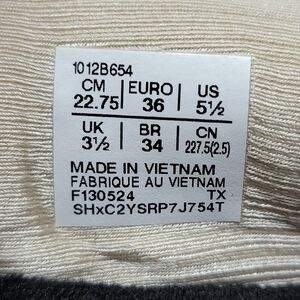 1012B654
CM EURO US
22.75 36 5½
UK BR CN
3½ 34 227.5(2.5)
MADE IN VIETNAM
FABRIQUE AU VIETNAM
F130524 TX
SHxC2YSRP7J754T